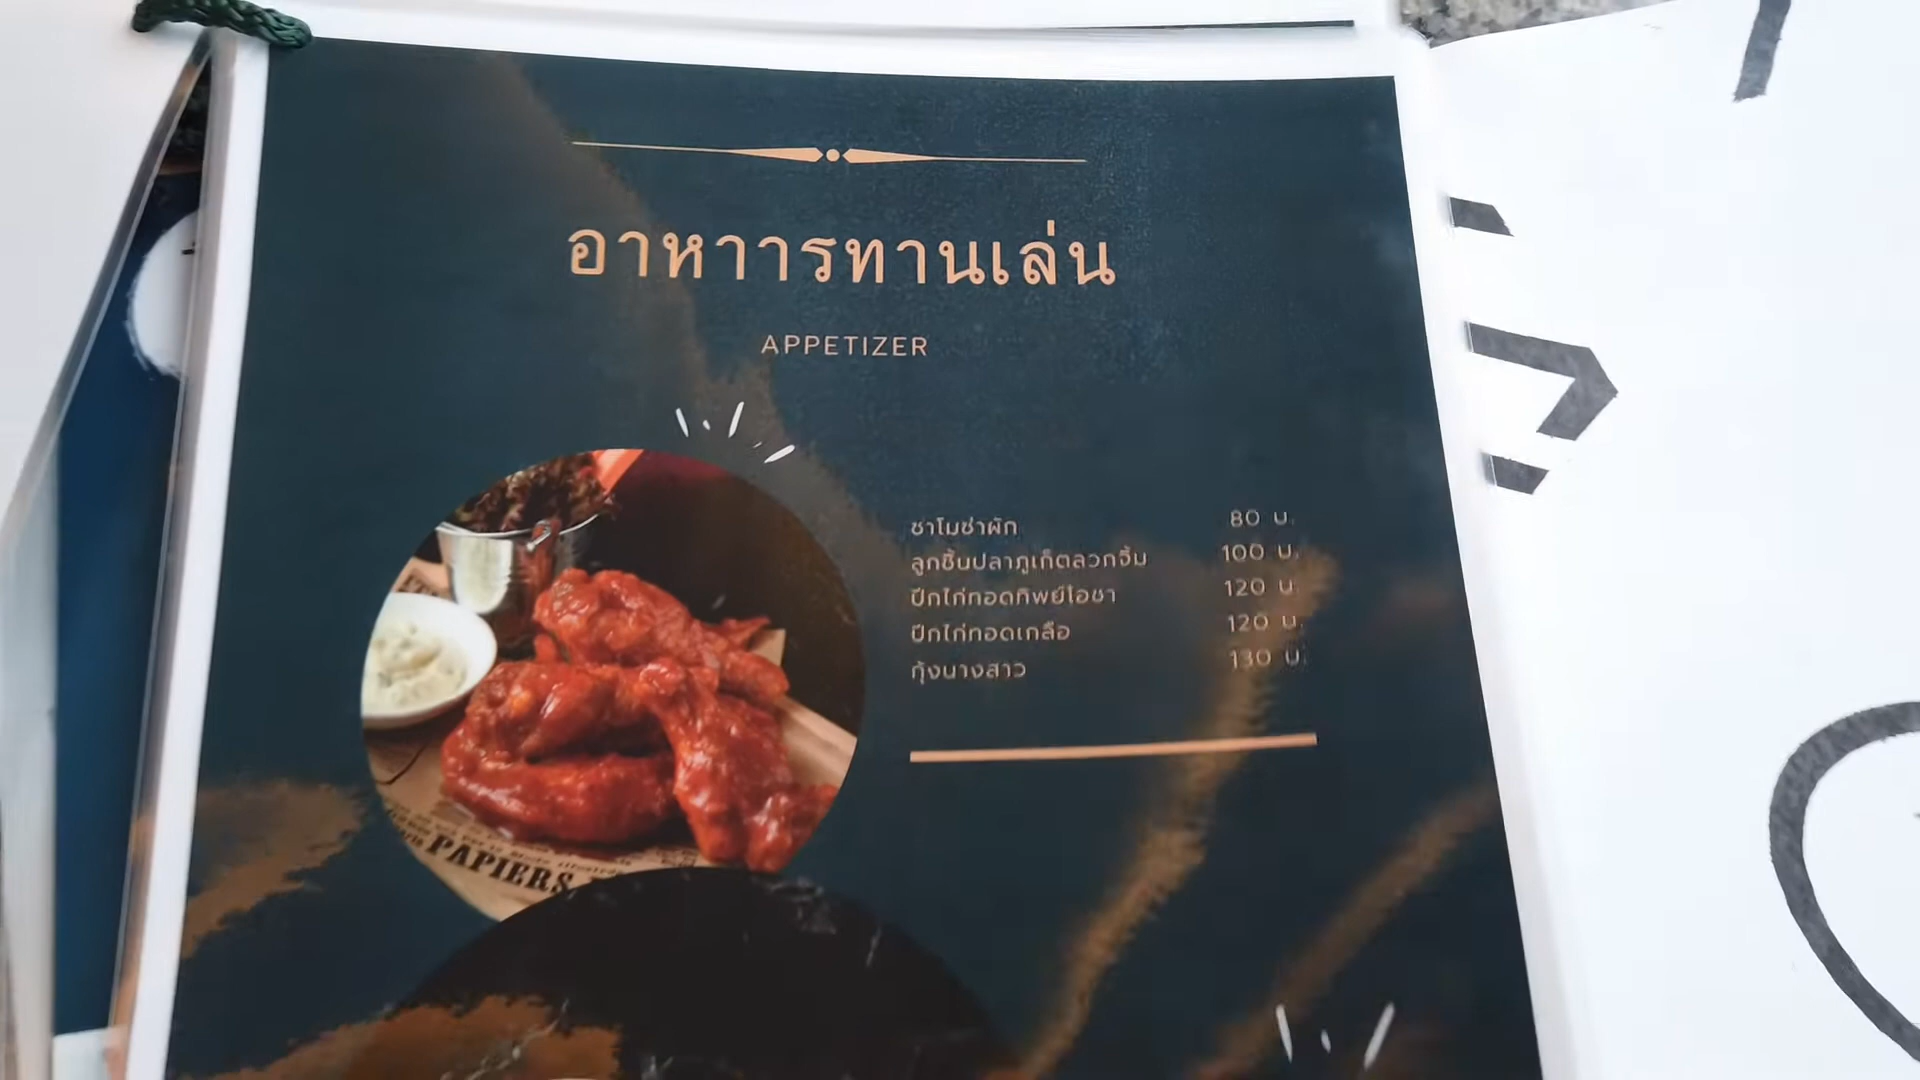 อาหาารทานเล่น
APPETIZER
ซาโมซ่าผัก 80 บ.
ลูกชิ้นปลาภูเก็ตลวกจิ้ม 100 บ.
ปีกไก่ทอดทิพย์โอชา 120 บ.
ปีกไก่ทอดเกลือ 120 บ.
กุ้งนางสาว 130 บ.
PAPIERS